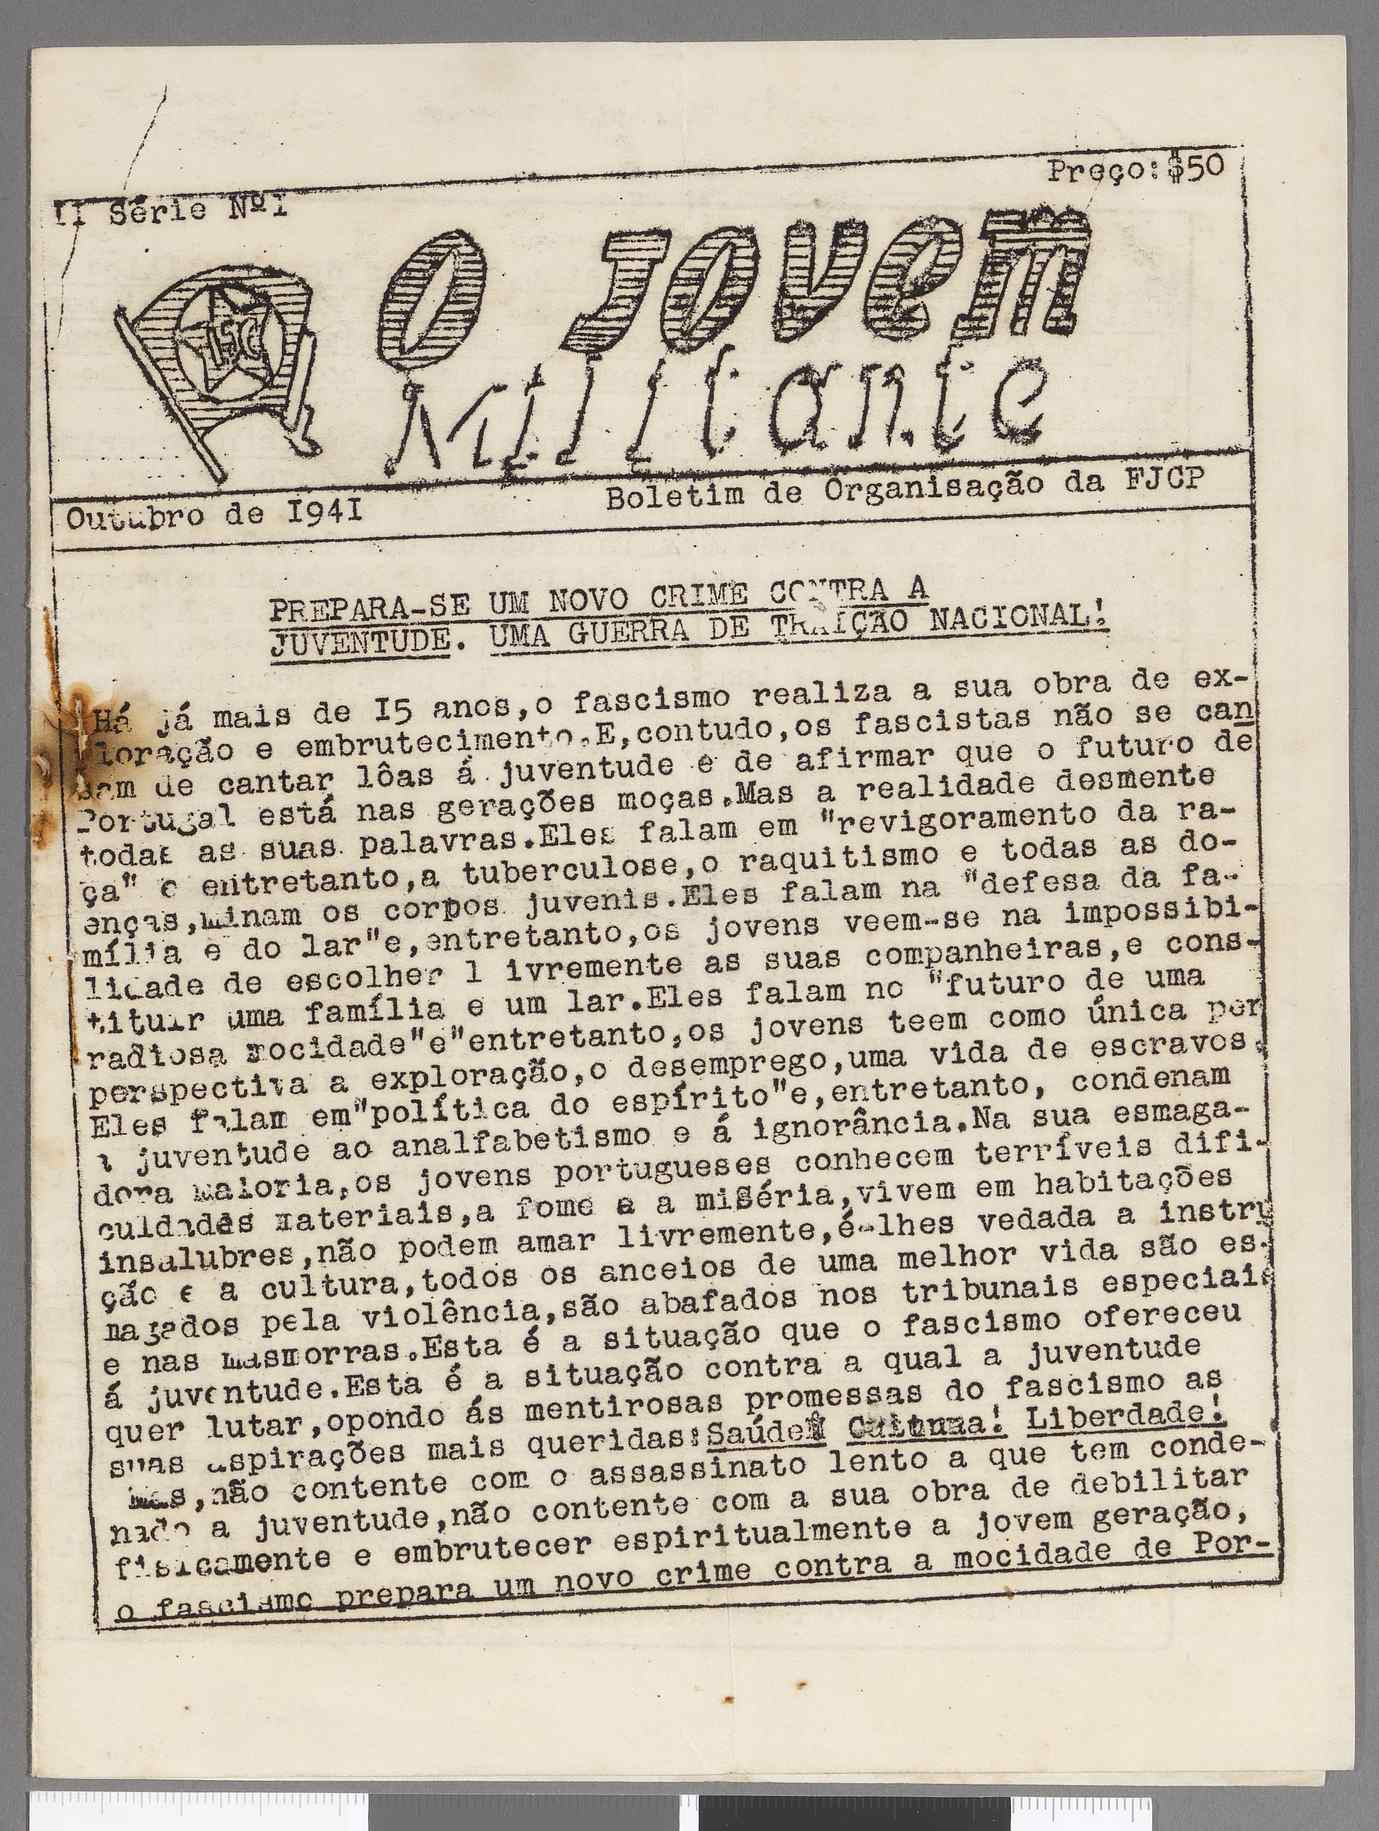 II Série Nº I
Preço: $50
O JOVEM
Militante
Outubro de I94I
Boletim de Organisação da FJCP
PREPARA-SE UM NOVO CRIME CONTRA A
JUVENTUDE. UMA GUERRA DE TRAIÇÃO NACIONAL!
Há já mais de I5 anos,o fascismo realiza a sua obra de ex-
loração e embrutecimento.E,contudo,os fascistas não se can
sam de cantar lôas á juventude e de afirmar que o futuro de
Portugal está nas gerações moças.Mas a realidade desmente
todas as suas palavras.Eles falam em "revigoramento da ra-
ça" e entretanto,a tuberculose,o raquitismo e todas as do-
enças,minam os corpos juvenis.Eles falam na "defesa da fa-
mília e do lar"e,entretanto,os jovens veem-se na impossibi-
lidade de escolher l ivremente as suas companheiras,e cons-
tituir uma família e um lar.Eles falam no "futuro de uma
radiosa mocidade"e"entretanto,os jovens teem como única per
perspectiva a exploração,o desemprego,uma vida de escravos.
Eles falam em"política do espírito"e,entretanto, condenam
a juventude ao analfabetismo e á ignorância.Na sua esmaga-
dora maioria,os jovens portugueses conhecem terríveis difi-
culdades materiais,a fome e a miséria,vivem em habitações
insalubres,não podem amar livremente,é-lhes vedada a instru
ção e a cultura,todos os anceios de uma melhor vida são es-
magados pela violência,são abafados nos tribunais especiais
e nas masmorras.Esta é a situação que o fascismo ofereceu
á juventude.Esta é a situação contra a qual a juventude
quer lutar,opondo ás mentirosas promessas do fascismo as
suas aspirações mais queridas:Saúde! Cultura! Liberdade!
mas,não contente com o assassinato lento a que tem conde-
nado a juventude,não contente com a sua obra de debilitar
fisicamente e embrutecer espiritualmente a jovem geração,
o fascismo prepara um novo crime contra a mocidade de Por-